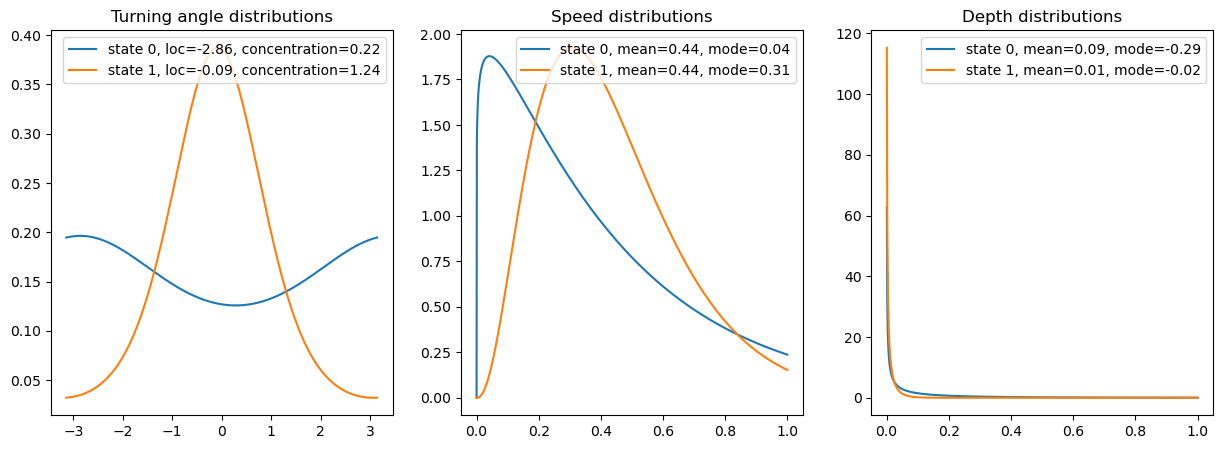 Turning angle distributions
state 0, loc=-2.86, concentration=0.22
state 1, loc=-0.09, concentration=1.24
0.40
0.35
0.30
0.25
0.20
0.15
0.10
0.05
−3 −2 −1 0 1 2 3
Speed distributions
state 0, mean=0.44, mode=0.04
state 1, mean=0.44, mode=0.31
2.00
1.75
1.50
1.25
1.00
0.75
0.50
0.25
0.00
0.0 0.2 0.4 0.6 0.8 1.0
Depth distributions
state 0, mean=0.09, mode=-0.29
state 1, mean=0.01, mode=-0.02
120
100
80
60
40
20
0
0.0 0.2 0.4 0.6 0.8 1.0